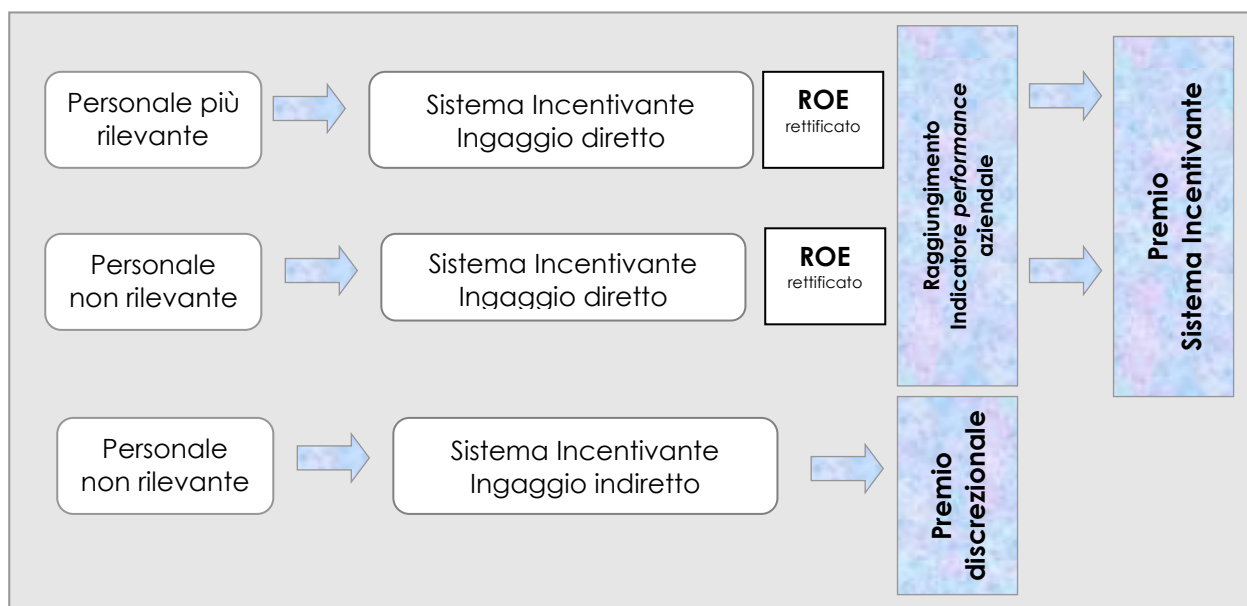 Personale più
rilevante
Sistema Incentivante
Ingaggio diretto
ROE
rettificato
Personale
non rilevante
Sistema Incentivante
Ingaggio diretto
ROE
rettificato
Raggiungimento
Indicatore performance
aziendale
Premio
Sistema Incentivante
Personale
non rilevante
Sistema Incentivante
Ingaggio indiretto
Premio
discrezionale